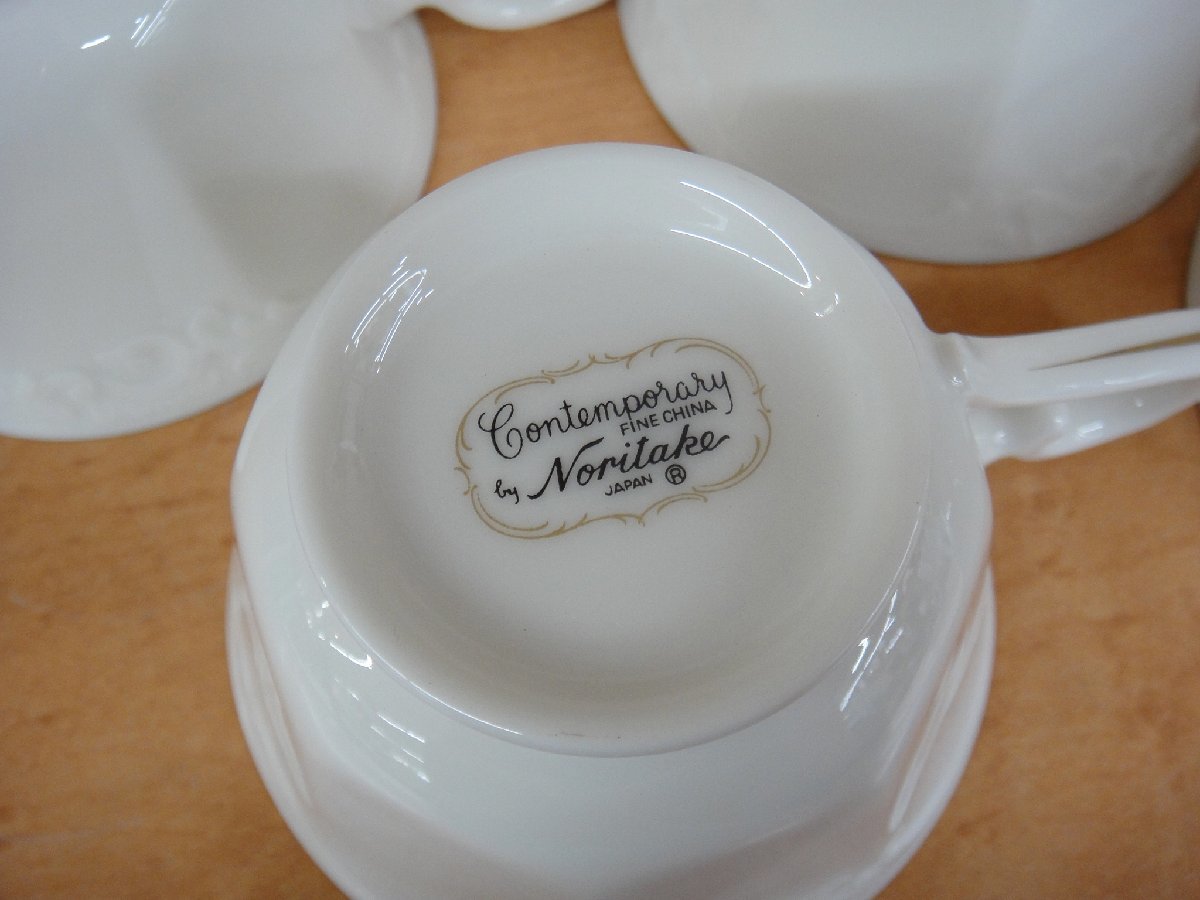 Contemporary
FINE CHINA
by Noritake
JAPAN ®